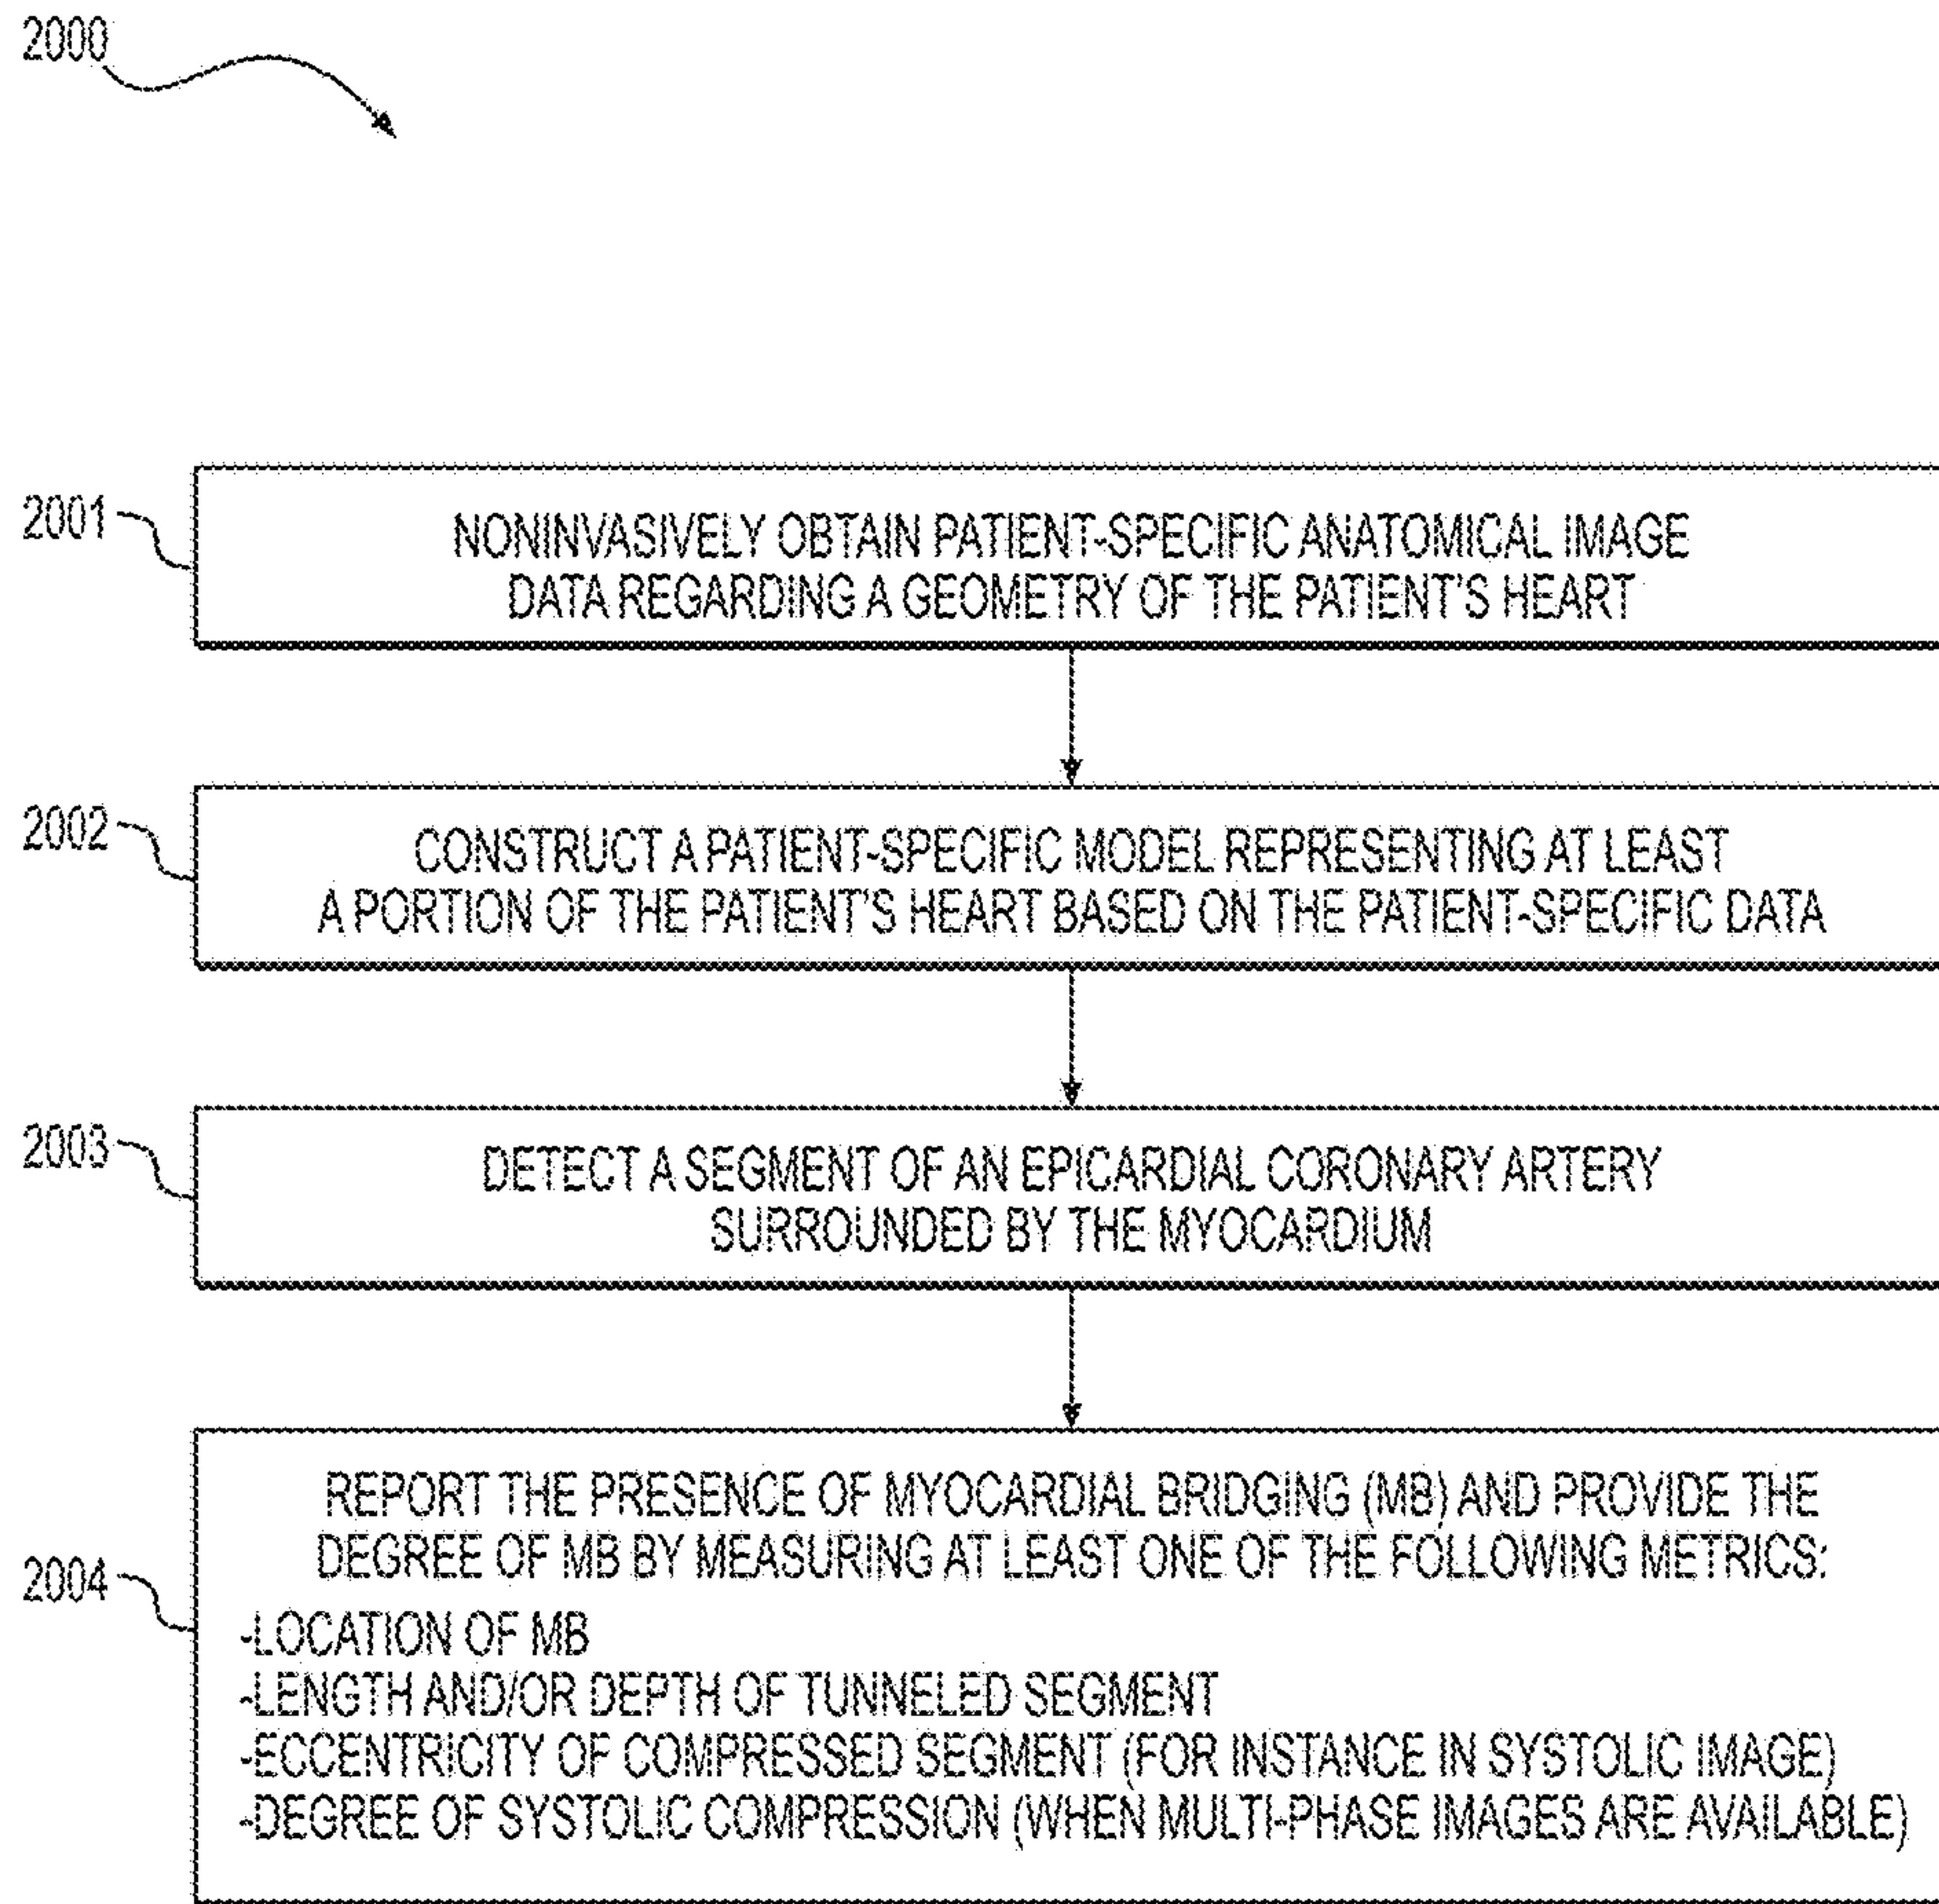 2000
2001
NONINVASIVELY OBTAIN PATIENT-SPECIFIC ANATOMICAL IMAGE
DATA REGARDING A GEOMETRY OF THE PATIENT'S HEART
2002
CONSTRUCT A PATIENT-SPECIFIC MODEL REPRESENTING AT LEAST
A PORTION OF THE PATIENT'S HEART BASED ON THE PATIENT-SPECIFIC DATA
2003
DETECT A SEGMENT OF AN EPICARDIAL CORONARY ARTERY
SURROUNDED BY THE MYOCARDIUM
2004
REPORT THE PRESENCE OF MYOCARDIAL BRIDGING (MB) AND PROVIDE THE
DEGREE OF MB BY MEASURING AT LEAST ONE OF THE FOLLOWING METRICS:
-LOCATION OF MB
-LENGTH AND/OR DEPTH OF TUNNELED SEGMENT
-ECCENTRICITY OF COMPRESSED SEGMENT (FOR INSTANCE IN SYSTOLIC IMAGE)
-DEGREE OF SYSTOLIC COMPRESSION (WHEN MULTI-PHASE IMAGES ARE AVAILABLE)